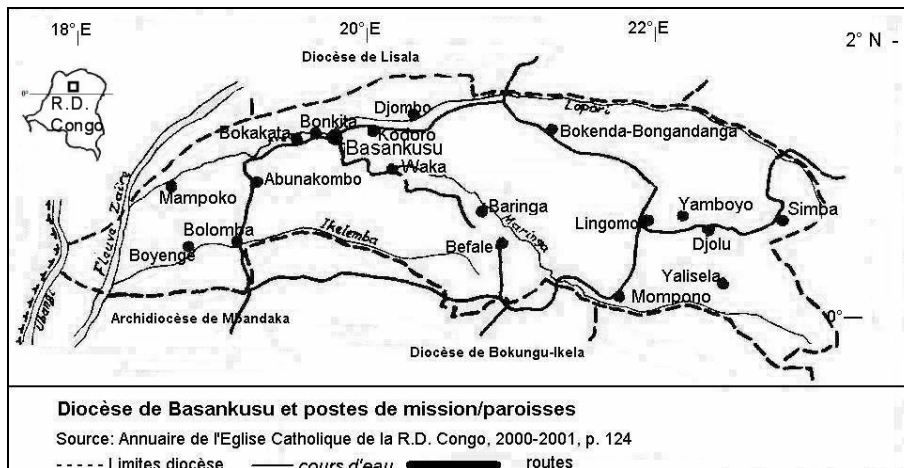 18°E
20°E
22°E
2° N -
Diocèse de Lisala
0°
R.D.
Congo
Lopori
Djombo
Bonkita
Bokakata
Kodoro
Basankusu
Bokenda-Bongandanga
Waka
Abunakombo
Mampoko
Fleuve Zaïre
Baringa
Maringa
Yamboyo
Simba
Lingomo
Djolu
Bolomba
Ikelemba
Boyenge
Befale
Yalisela
Ubangi
Mompono
0°
Archidiocèse de Mbandaka
Diocèse de Bokungu-Ikela
Diocèse de Basankusu et postes de mission/paroisses
Source: Annuaire de l'Eglise Catholique de la R.D. Congo, 2000-2001, p. 124
Limites diocèse cours d'eau routes